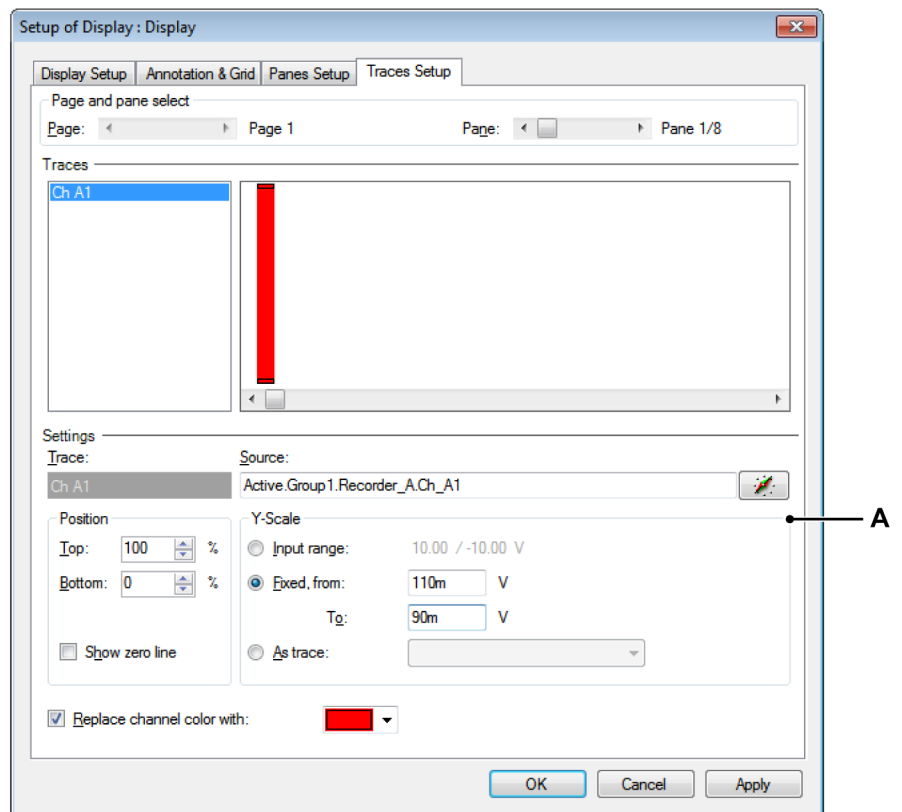 Setup of Display : Display
Display Setup Annotation & Grid Panes Setup Traces Setup
Page and pane select
Page: Page 1 Pane: Pane 1/8
Traces
Ch A1
Settings
Trace: Source:
Ch A1 Active.Group1.Recorder_A.Ch_A1
Position Y-Scale A
Top: 100 % Input range: 10.00 / -10.00 V
Bottom: 0 % Fixed, from: 110m V
To: 90m V
Show zero line As trace:
Replace channel color with:
OK Cancel Apply